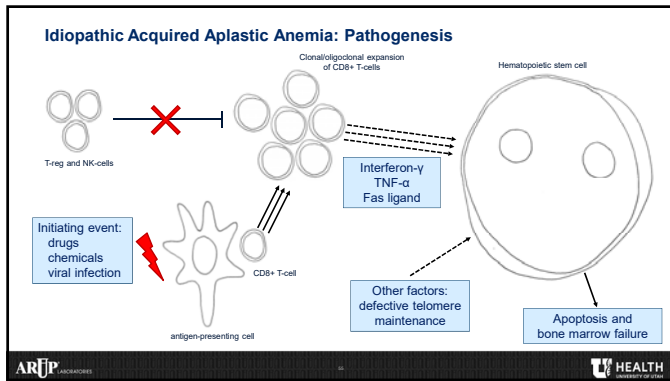 Idiopathic Acquired Aplastic Anemia: Pathogenesis
Clonal/oligoclonal expansion
of CD8+ T-cells
Hematopoietic stem cell
T-reg and NK-cells
Interferon-γ
TNF-α
Fas ligand
Initiating event:
drugs
chemicals
viral infection
CD8+ T-cell
Other factors:
defective telomere
maintenance
Apoptosis and
bone marrow failure
antigen-presenting cell
ARUP LABORATORIES
U HEALTH
UNIVERSITY OF UTAH